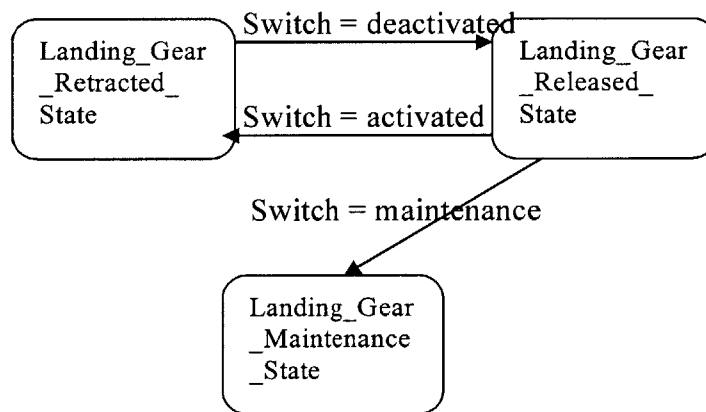 Switch = deactivated
Landing_Gear
_Retracted_
State
Landing_Gear
_Released_
State
Switch = activated
Switch = maintenance
Landing_Gear
_Maintenance
_State